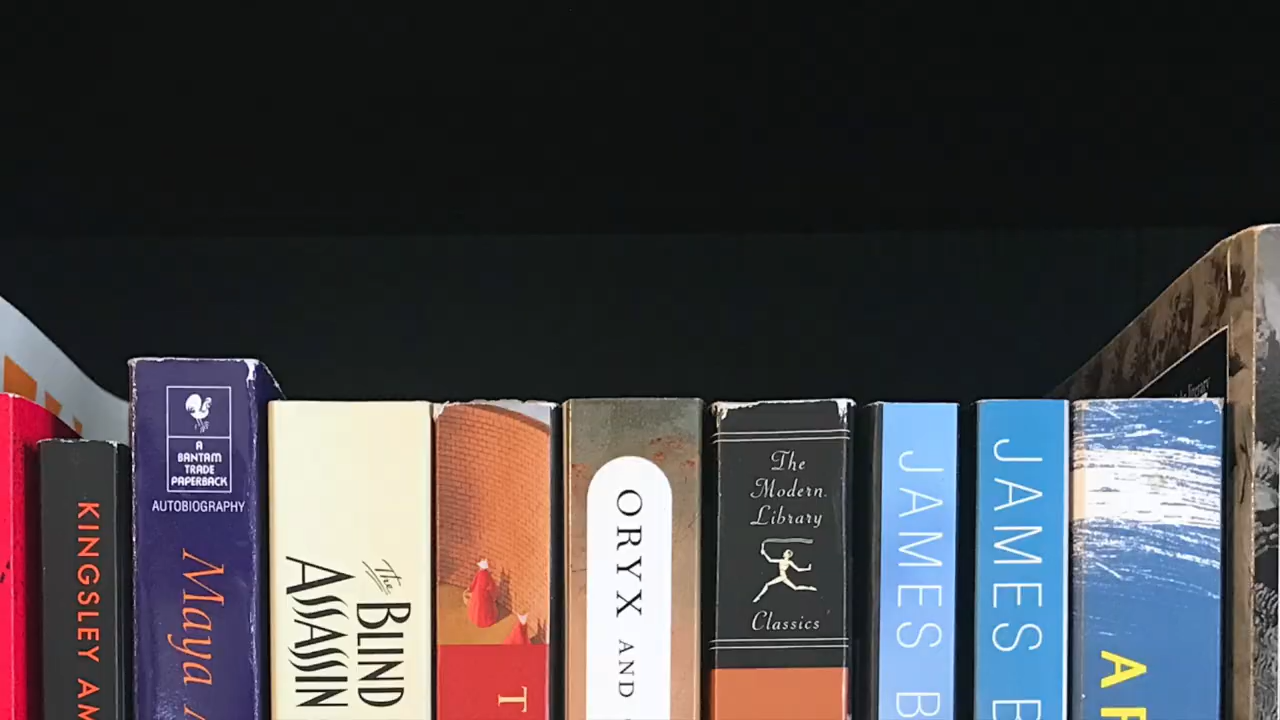 KINGSLEY AM
A
BANTAM
TRADE
PAPERBACK
AUTOBIOGRAPHY
Maya
The
BLIND
ASSASSIN
T
ORYX AND
The
Modern
Library
Classics
JAMES B
JAMES B
A